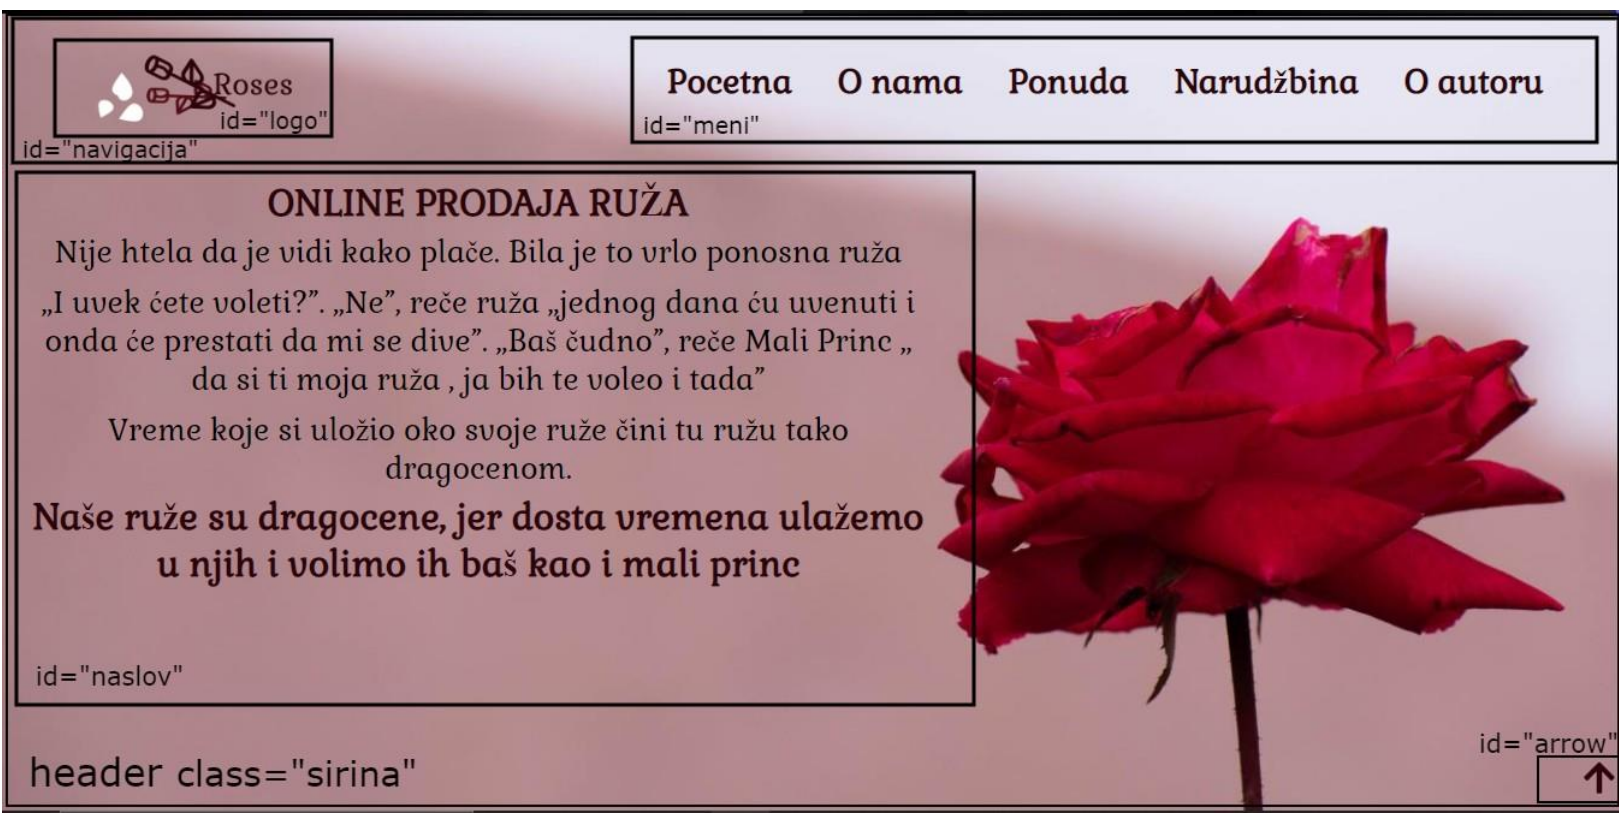 Roses
id="logo"
id="navigacija"
Pocetna O nama Ponuda Narudžbina O autoru
id="meni"
ONLINE PRODAJA RUŽA
Nije htela da je vidi kako plače. Bila je to vrlo ponosna ruža
„I uvek ćete voleti?”. „Ne”, reče ruža „jednog dana ću uvenuti i
onda će prestati da mi se dive”. „Baš čudno”, reče Mali Princ „
da si ti moja ruža , ja bih te voleo i tada”
Vreme koje si uložio oko svoje ruže čini tu ružu tako
dragocenom.
Naše ruže su dragocene, jer dosta vremena ulažemo
u njih i volimo ih baš kao i mali princ
id="naslov"
id="arrow"
header class="sirina"